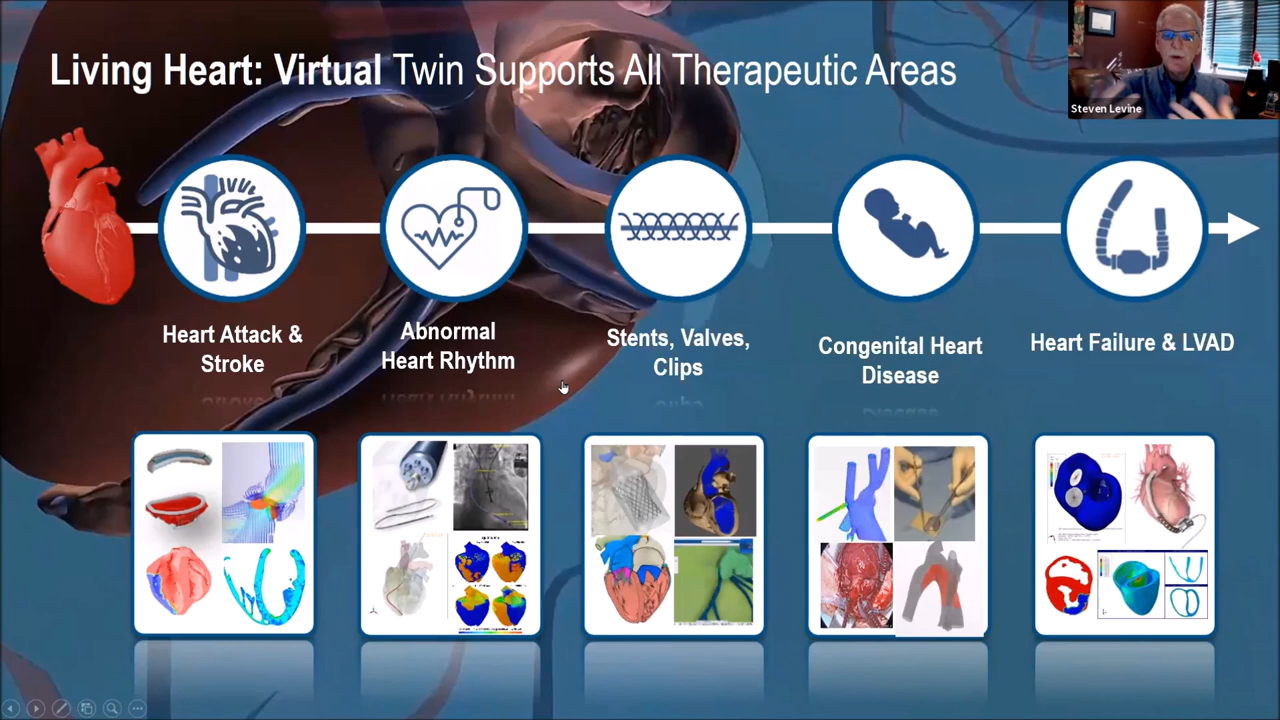 Living Heart: Virtual Twin Supports All Therapeutic Areas
Steven Levine
Heart Attack &
Stroke
Abnormal
Heart Rhythm
Stents, Valves,
Clips
Congenital Heart
Disease
Heart Failure & LVAD